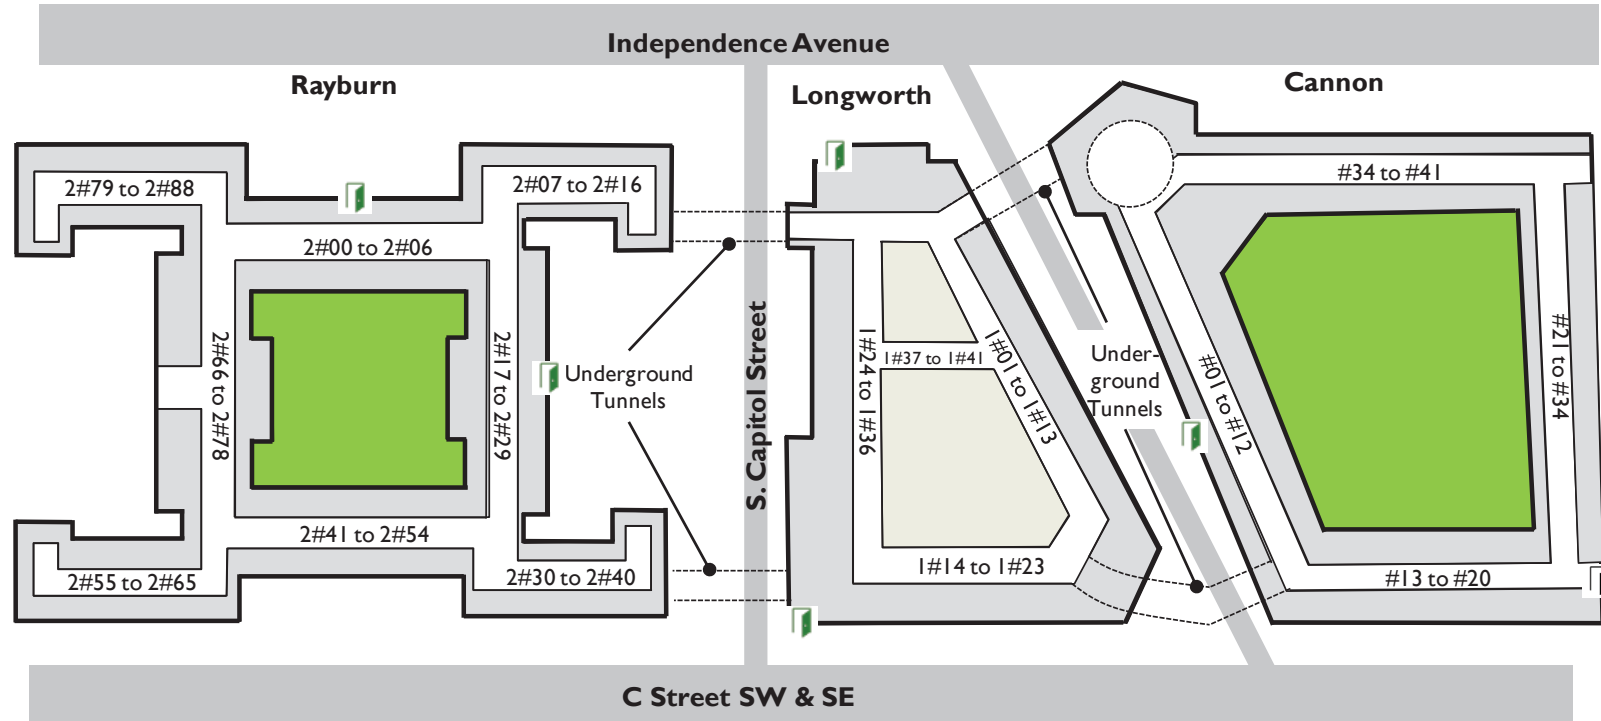 Independence Avenue
Rayburn
Longworth
Cannon
2#79 to 2#88
2#07 to 2#16
#34 to #41
2#00 to 2#06
2#66 to 2#78
2#17 to 2#29
Underground
Tunnels
S. Capitol Street
1#24 to 1#36
1#37 to 1#41
1#01 to 1#13
Under-
ground
Tunnels
#01 to #12
#21 to #34
2#41 to 2#54
2#55 to 2#65
2#30 to 2#40
1#14 to 1#23
#13 to #20
C Street SW & SE